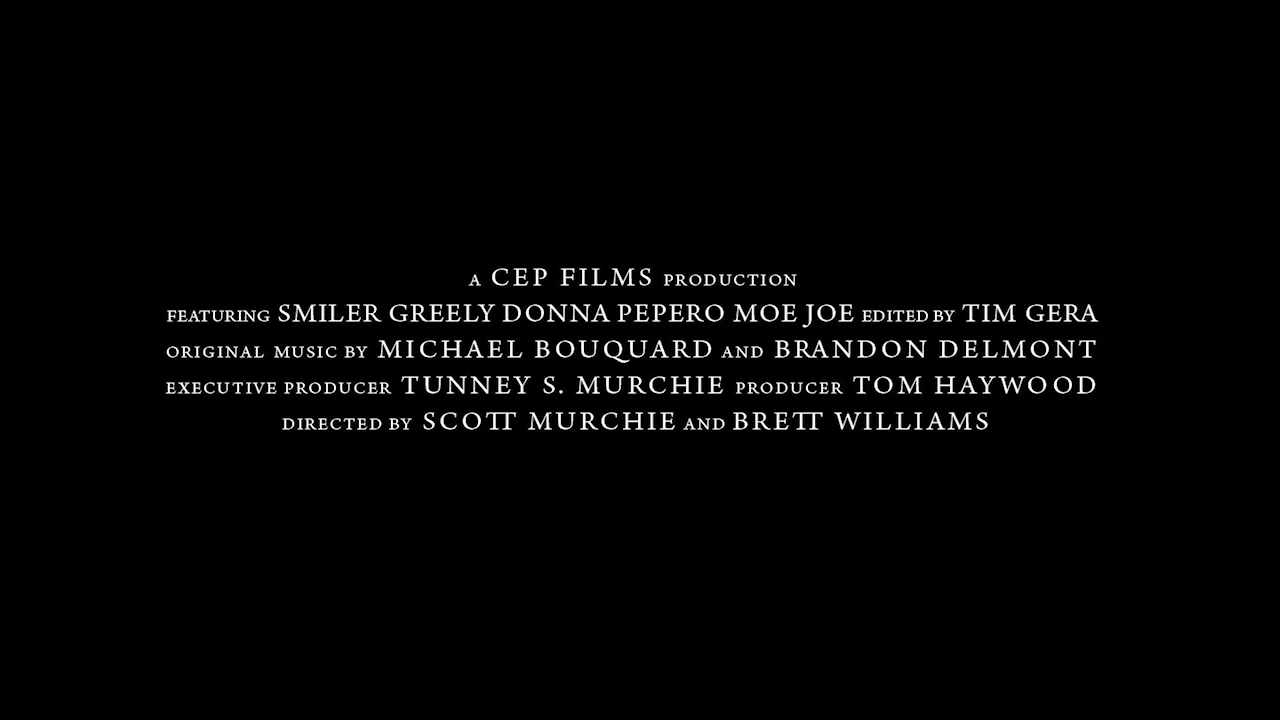 A CEP FILMS PRODUCTION
FEATURING SMILER GREELY DONNA PEPERO MOE JOE EDITED BY TIM GERA
ORIGINAL MUSIC BY MICHAEL BOUQUARD AND BRANDON DELMONT
EXECUTIVE PRODUCER TUNNEY S. MURCHIE PRODUCER TOM HAYWOOD
DIRECTED BY SCOTT MURCHIE AND BRETT WILLIAMS